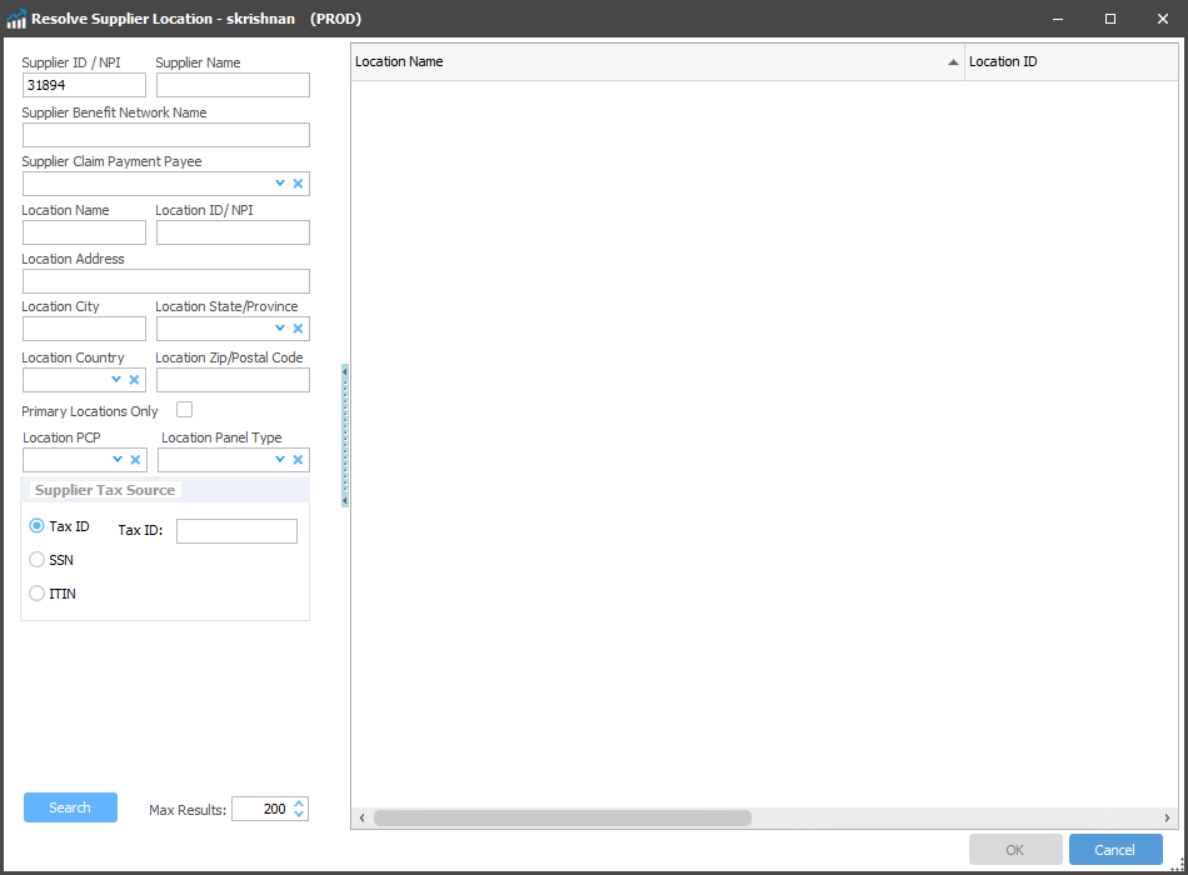 Resolve Supplier Location - skrishnan (PROD)
Supplier ID / NPI Supplier Name
31894
Supplier Benefit Network Name
Supplier Claim Payment Payee
Location Name Location ID/ NPI
Location Address
Location City Location State/Province
Location Country Location Zip/Postal Code
Primary Locations Only
Location PCP Location Panel Type
Supplier Tax Source
Tax ID Tax ID:
SSN
ITIN
Search Max Results: 200
Location Name Location ID
OK Cancel